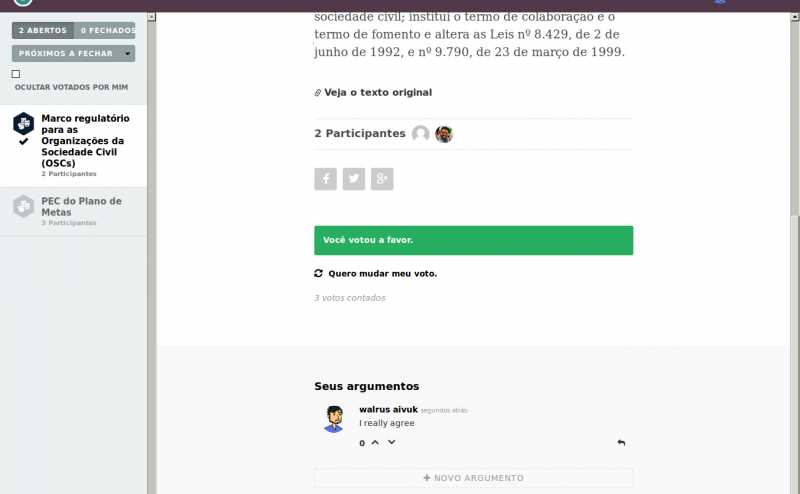 2 ABERTOS
0 FECHADOS
PRÓXIMOS A FECHAR
OCULTAR VOTADOS POR MIM
Marco regulatório
para as
Organizações da
Sociedade Civil
(OSCs)
2 Participantes
PEC do Plano de
Metas
3 Participantes
sociedade civil; institui o termo de colaboração e o
termo de fomento e altera as Leis nº 8.429, de 2 de
junho de 1992, e nº 9.790, de 23 de março de 1999.
Veja o texto original
2 Participantes
Você votou a favor.
Quero mudar meu voto.
3 votos contados
Seus argumentos
walrus aivuk segundos atrás:
I really agree
0
+ NOVO ARGUMENTO